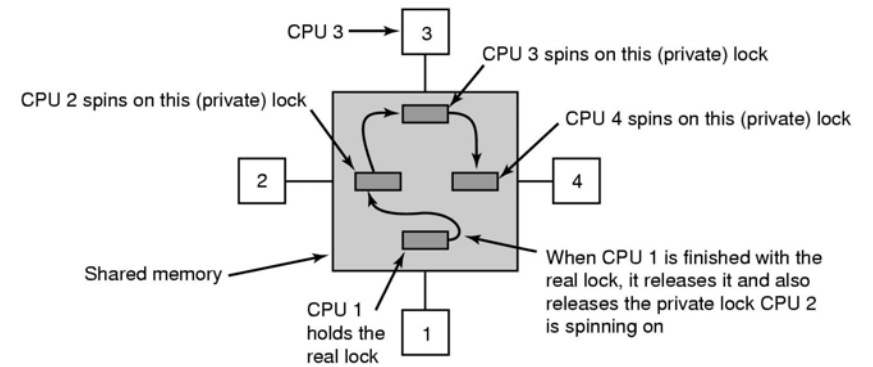 CPU 3
3
CPU 3 spins on this (private) lock
CPU 2 spins on this (private) lock
CPU 4 spins on this (private) lock
2
4
Shared memory
When CPU 1 is finished with the
real lock, it releases it and also
releases the private lock CPU 2
is spinning on
CPU 1
holds the
real lock
1